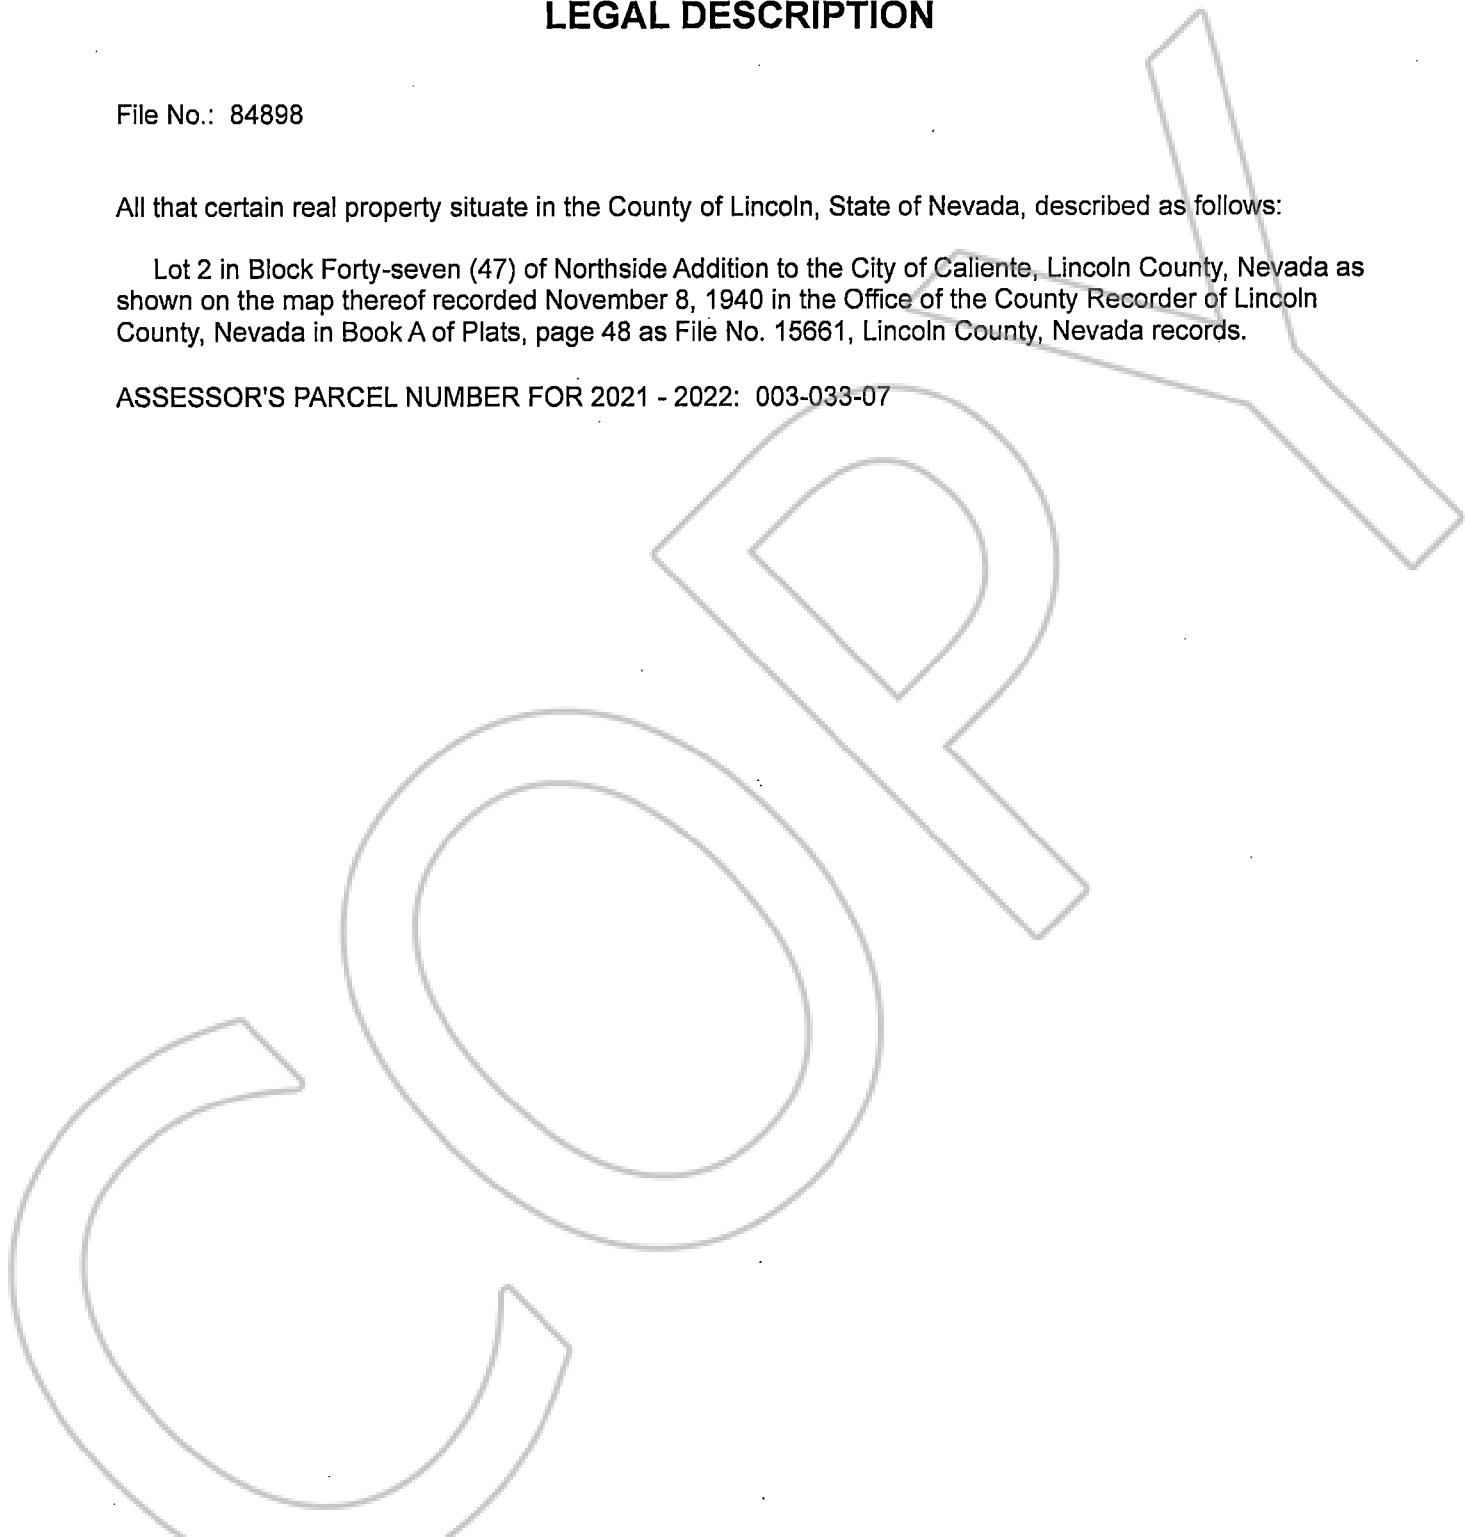 LEGAL DESCRIPTION
File No.: 84898
All that certain real property situate in the County of Lincoln, State of Nevada, described as follows:
Lot 2 in Block Forty-seven (47) of Northside Addition to the City of Caliente, Lincoln County, Nevada as
shown on the map thereof recorded November 8, 1940 in the Office of the County Recorder of Lincoln
County, Nevada in Book A of Plats, page 48 as File No. 15661, Lincoln County, Nevada records.
ASSESSOR'S PARCEL NUMBER FOR 2021 - 2022: 003-033-07
COPY